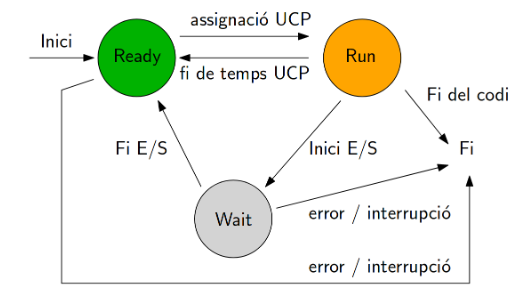 assignació UCP
Inici
Ready
Run
fi de temps UCP
Fi del codi
Fi E/S
Inici E/S
Fi
Wait
error / interrupció
error / interrupció